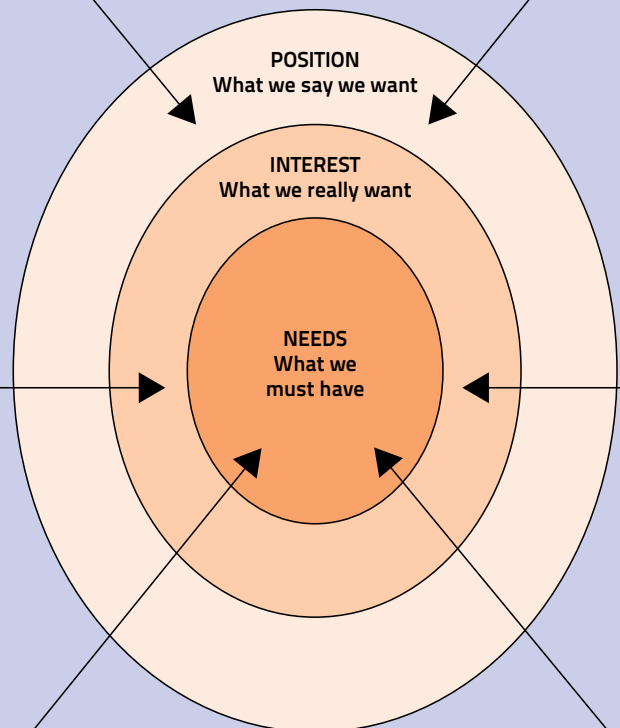 POSITION
What we say we want
INTEREST
What we really want
NEEDS
What we
must have